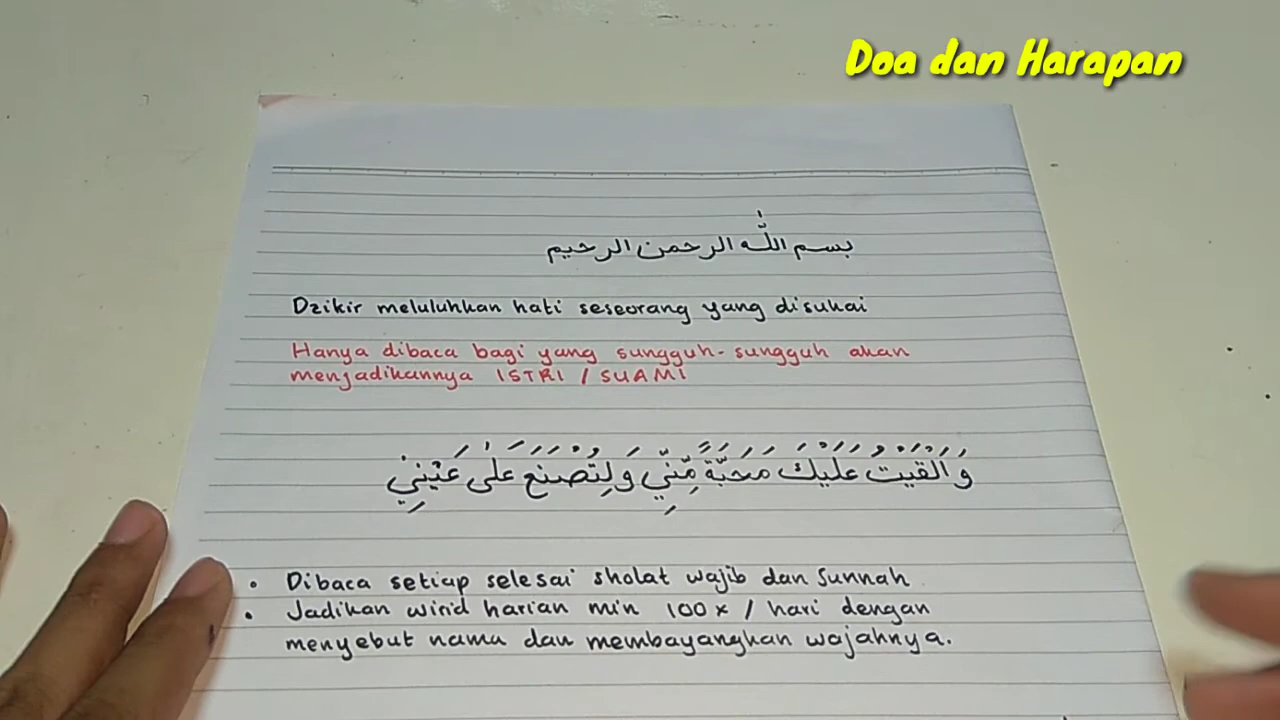 Doa dan Harapan
بسم اللّٰه الرحمن الرحيم
Dzikir meluluhkan hati seseorang yang disukai
Hanya dibaca bagi yang sungguh-sungguh akan
menjadikannya ISTRI / SUAMI
وَاَلْقَيْتُ عَلَيْكَ مَحَبَّةً مِّنِّيْ وَلِتُصْنَعَ عَلٰى عَيْنِيْ
• Dibaca setiap selesai sholat wajib dan Sunnah
• Jadikan wirid harian min 100x / hari dengan
menyebut nama dan membayangkan wajahnya.